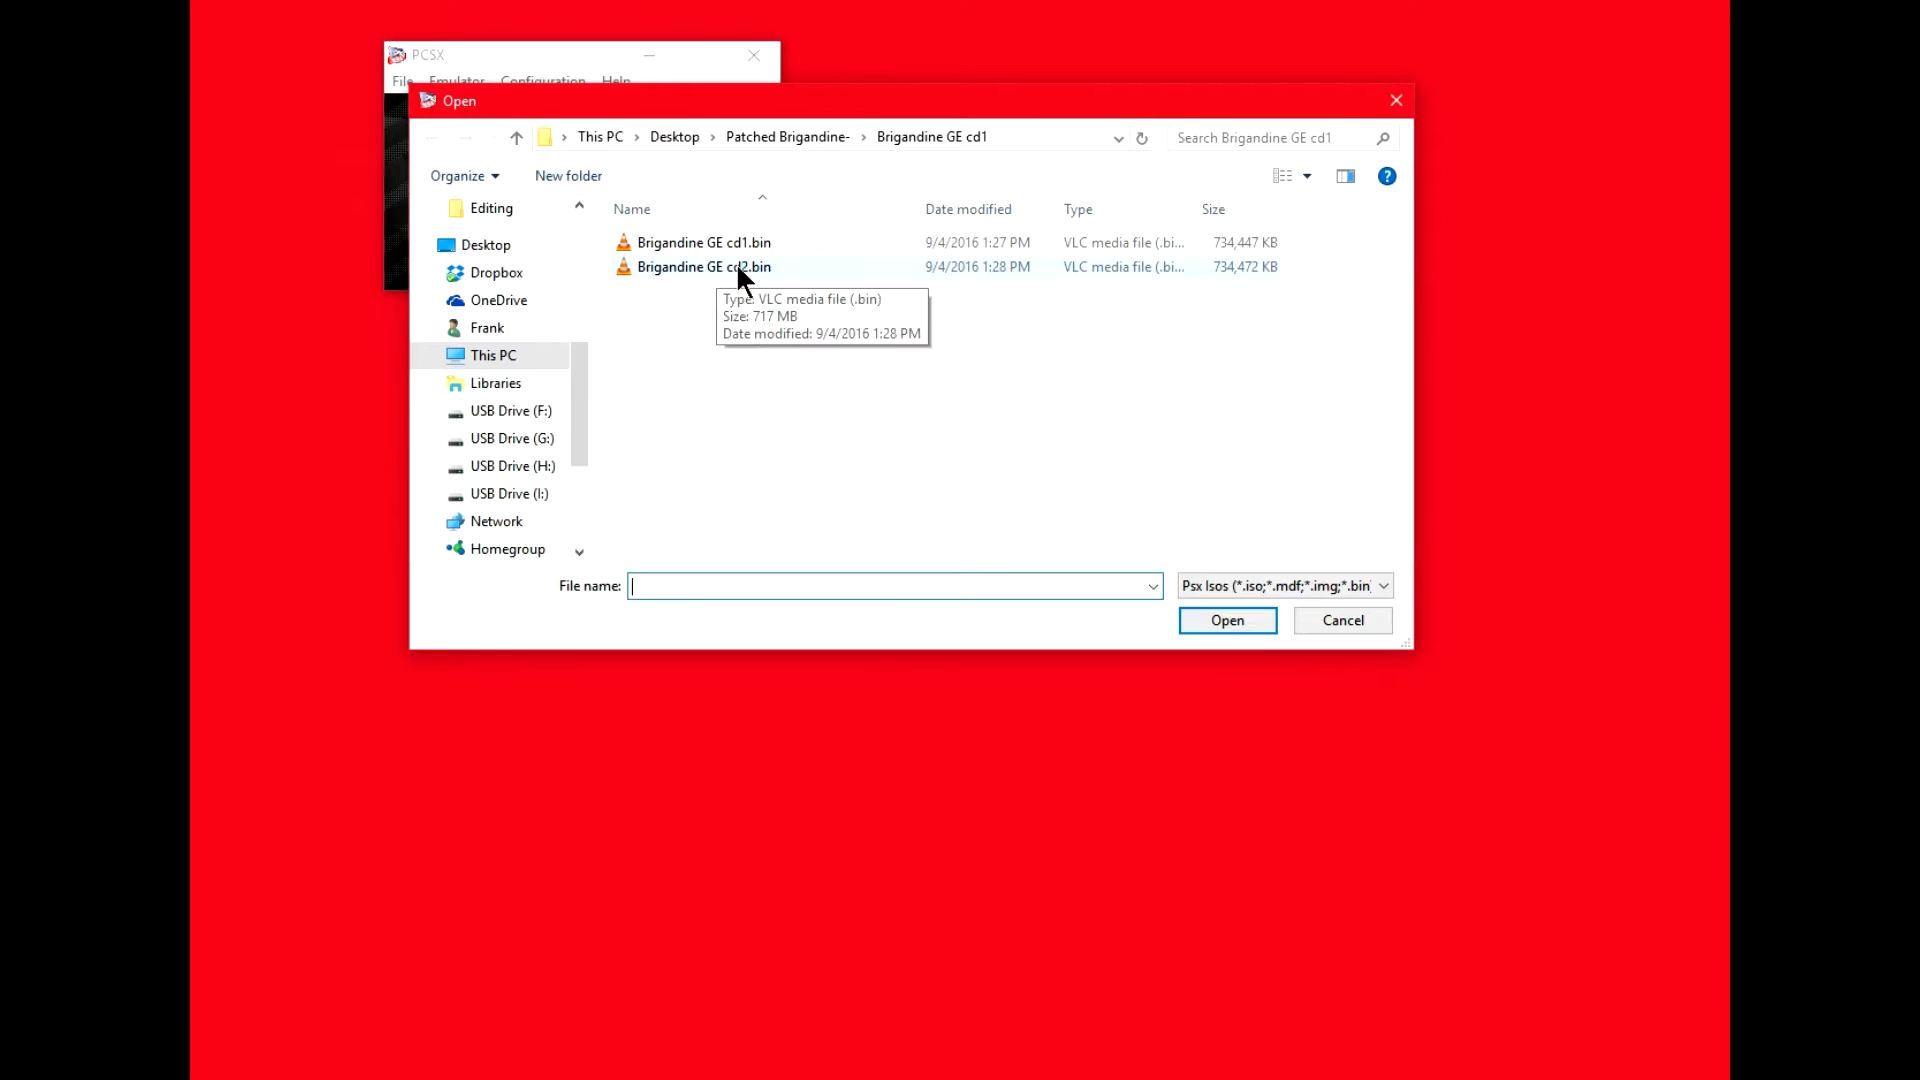 PCSX
File Emulator Configuration Help
Open
This PC Desktop Patched Brigandine- Brigandine GE cd1
Search Brigandine GE cd1
Organize New folder
?
Editing
Desktop
Dropbox
OneDrive
Frank
This PC
Libraries
USB Drive (F:)
USB Drive (G:)
USB Drive (H:)
USB Drive (I:)
Network
Homegroup
Name Date modified Type Size
Brigandine GE cd1.bin 9/4/2016 1:27 PM VLC media file (.bi... 734,447 KB
Brigandine GE cd2.bin 9/4/2016 1:28 PM VLC media file (.bi... 734,472 KB
Type: VLC media file (.bin)
Size: 717 MB
Date modified: 9/4/2016 1:28 PM
File name:
Psx Isos (*.iso;*.mdf;*.img;*.bin
Open Cancel